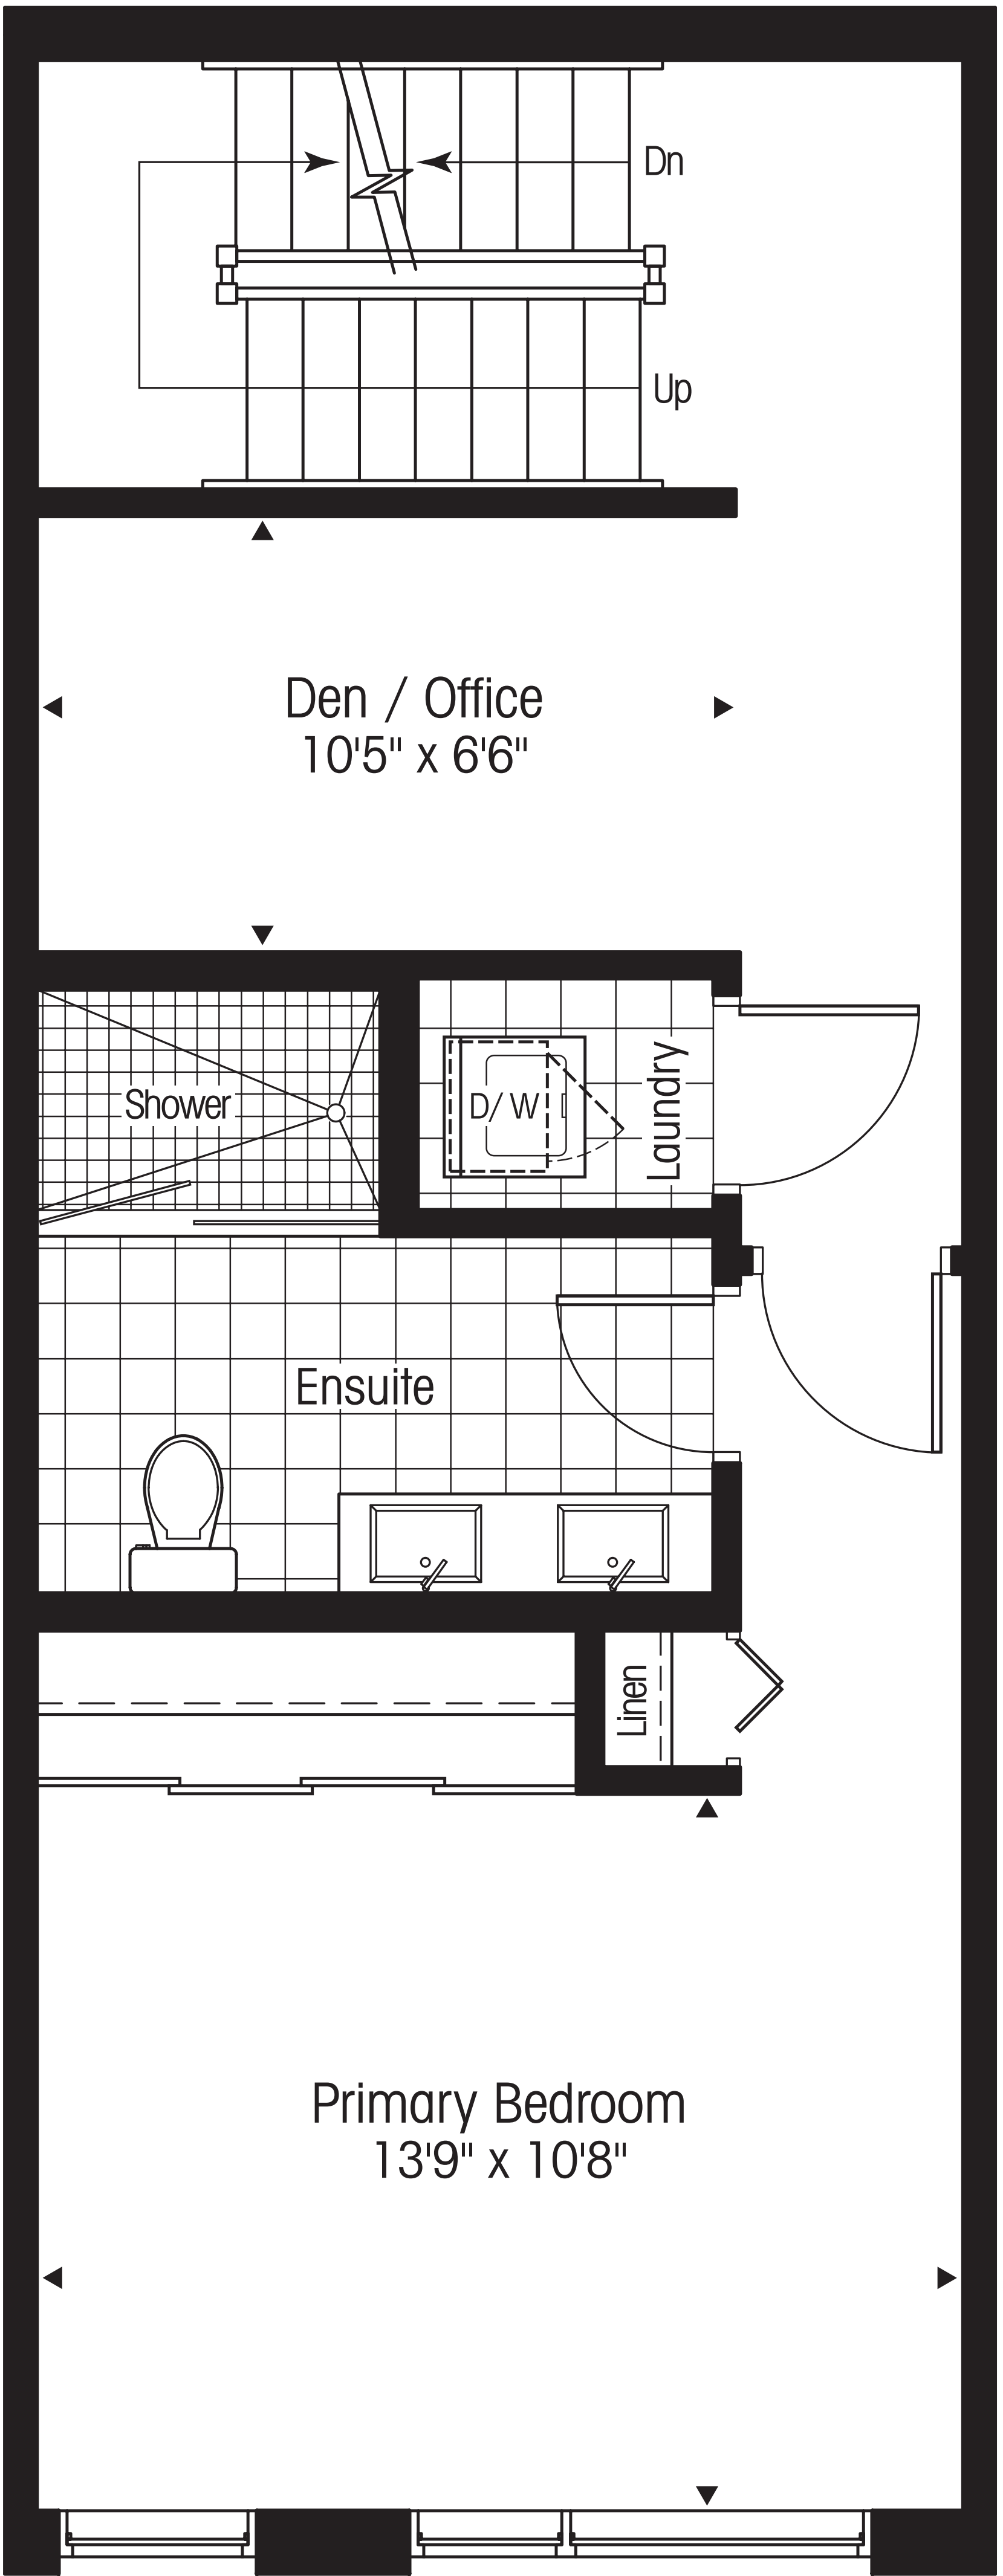 Dn
Up
Den / Office
10'5" x 6'6"
Shower
D/W
Laundry
Ensuite
Linen
Primary Bedroom
13'9" x 10'8"